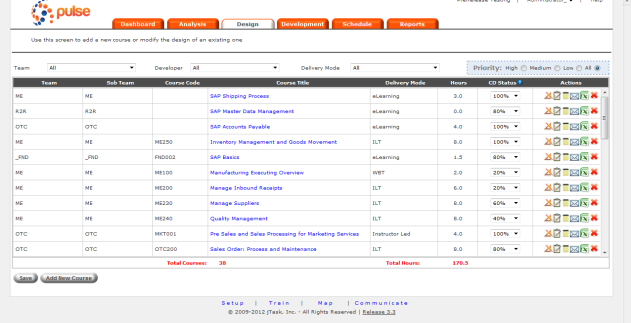 Prerelease Testing | Administrator_ | Help
pulse
Dashboard Analysis Design Development Schedule Reports
Use this screen to add a new course or modify the design of an existing one
Team All Developer All Delivery Mode All Priority: High Medium Low All
Team Sub Team Course Code Course Title Delivery Mode Hours CD Status Actions
ME ME SAP Shipping Process eLearning 3.0 100%
R2R R2R SAP Master Data Management eLearning 0.0 80%
OTC OTC SAP Accounts Payable eLearning 4.0 100%
ME ME ME250 Inventory Management and Goods Movement ILT 8.0 100%
_FND _FND FND002 SAP Basics eLearning 1.5 80%
ME ME ME100 Manufacturing Executing Overview WBT 2.0 20%
ME ME ME200 Manage Inbound Receipts ILT 6.0 20%
ME ME ME230 Manage Suppliers ILT 8.0 60%
ME ME ME240 Quality Management ILT 8.0 40%
OTC OTC MKT001 Pre Sales and Sales Processing for Marketing Services Instructor Led 4.0 100%
OTC OTC OTC200 Sales Order: Process and Maintenance ILT 8.0 80%
Total Courses: 38 Total Hours: 170.5
Save Add New Course
Setup | Train | Map | Communicate
© 2009-2012 jTask, Inc. - All Rights Reserved | Release 3.3